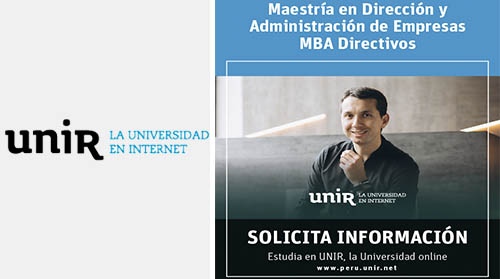 unir
LA UNIVERSIDAD
EN INTERNET
Maestría en Dirección y
Administración de Empresas
MBA Directivos
unir
LA UNIVERSIDAD
EN INTERNET
SOLICITA INFORMACIÓN
Estudia en UNIR, la Universidad online
www.peru.unir.net